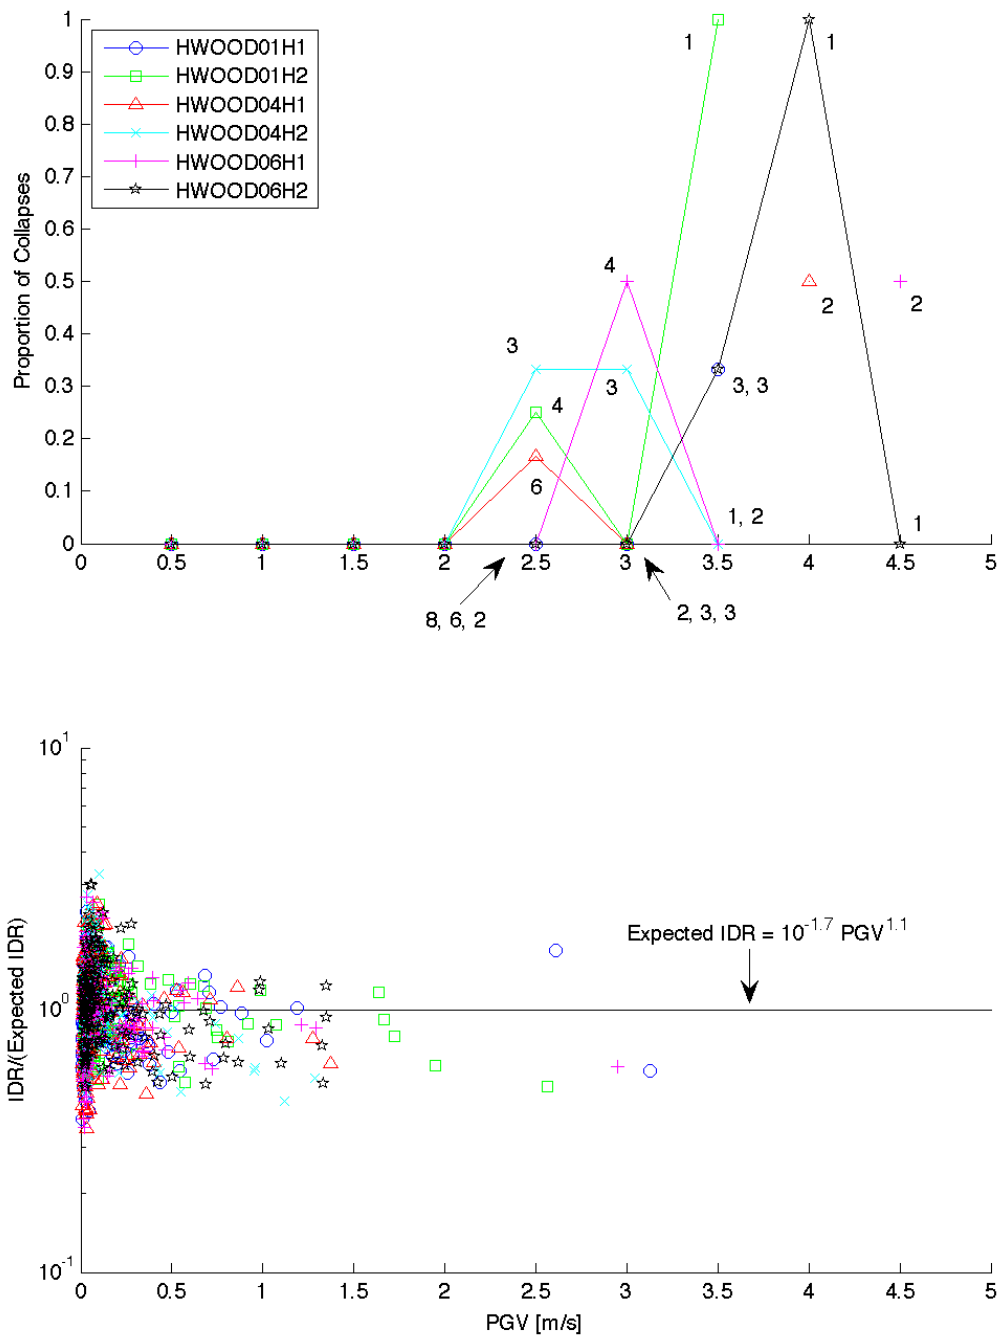 1
0.9
0.8
0.7
0.6
0.5
0.4
0.3
0.2
0.1
0
Proportion of Collapses
HWOOD01H1
HWOOD01H2
HWOOD04H1
HWOOD04H2
HWOOD06H1
HWOOD06H2
1
1
4
2
2
3
3
3, 3
4
6
1, 2
1
0 0.5 1 1.5 2 2.5 3 3.5 4 4.5 5
8, 6, 2
2, 3, 3
10^1
10^0
10^-1
IDR/(Expected IDR)
Expected IDR = 10^-1.7 PGV^1.1
0 0.5 1 1.5 2 2.5 3 3.5 4 4.5 5
PGV [m/s]